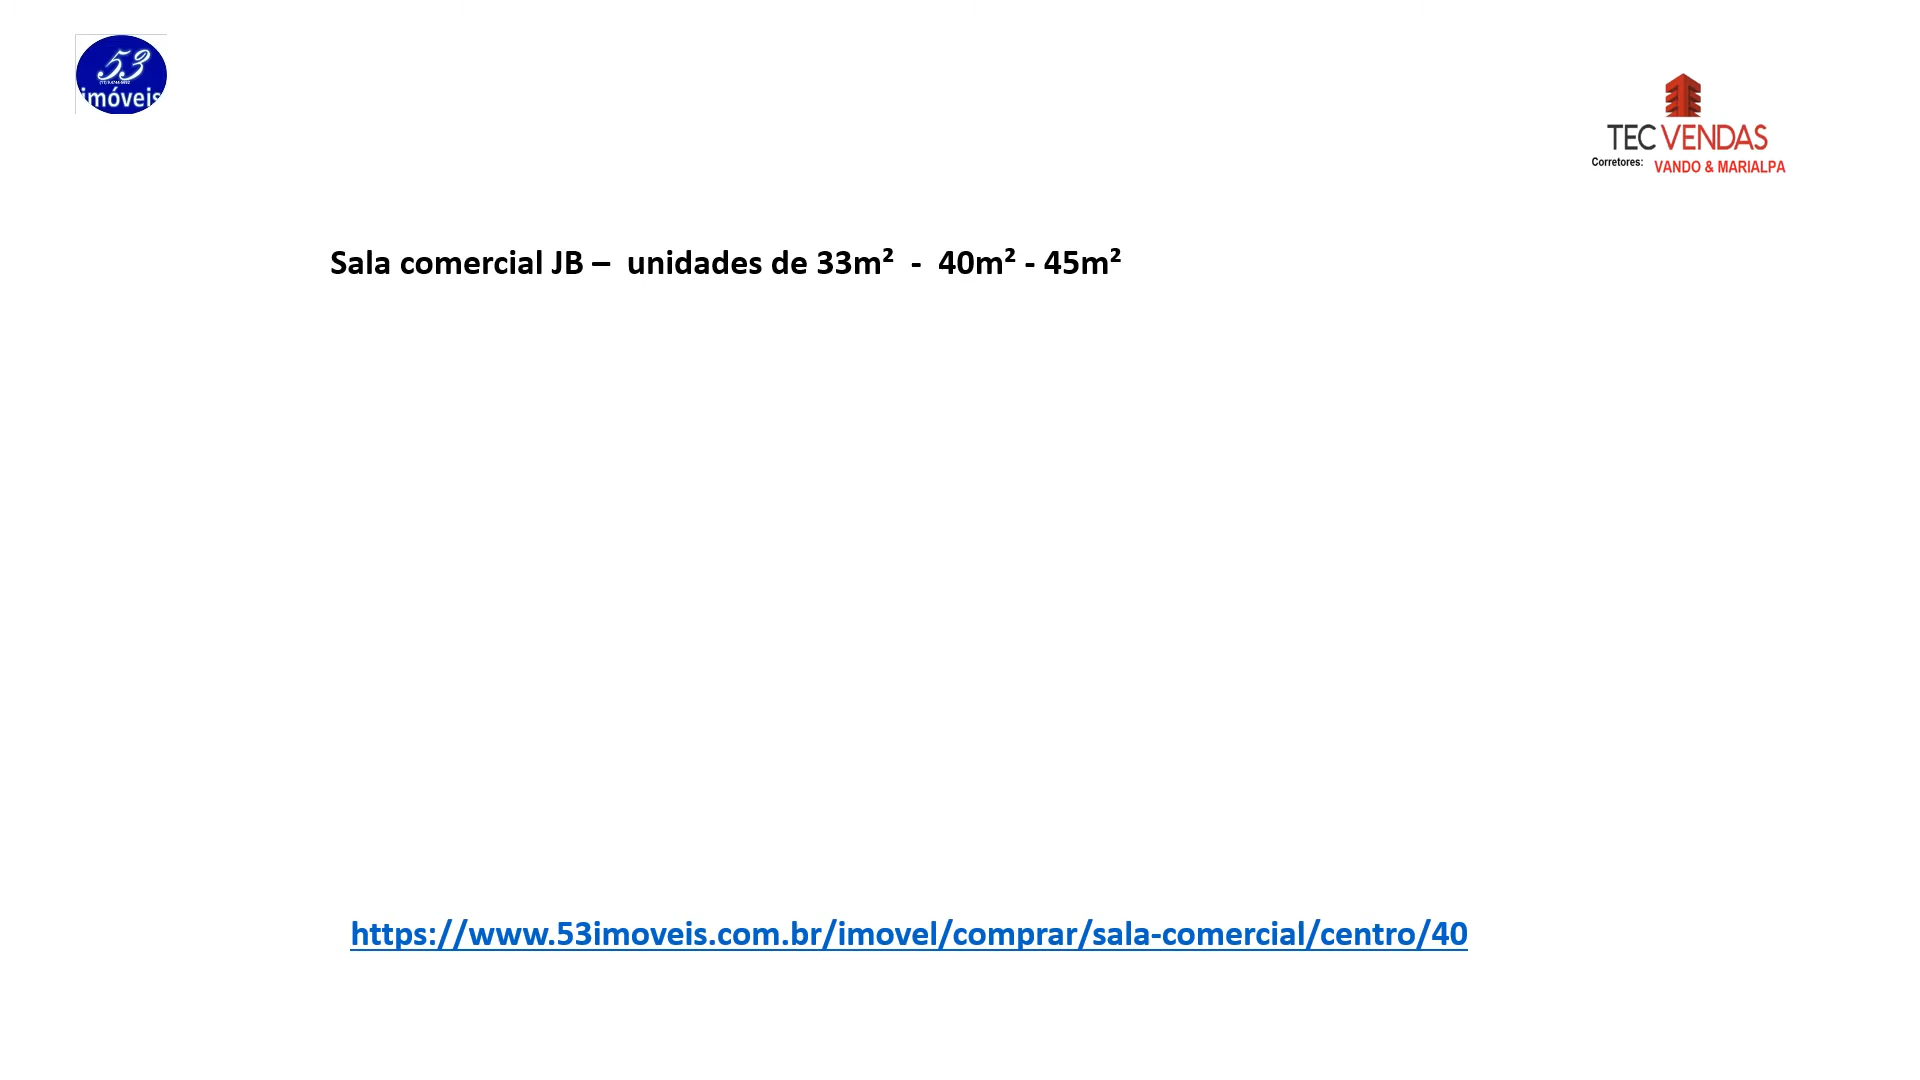 53
imóveis
TEC VENDAS
Corretores: VANDO & MARIALPA
Sala comercial JB – unidades de 33m² - 40m² - 45m²
https://www.53imoveis.com.br/imovel/comprar/sala-comercial/centro/40